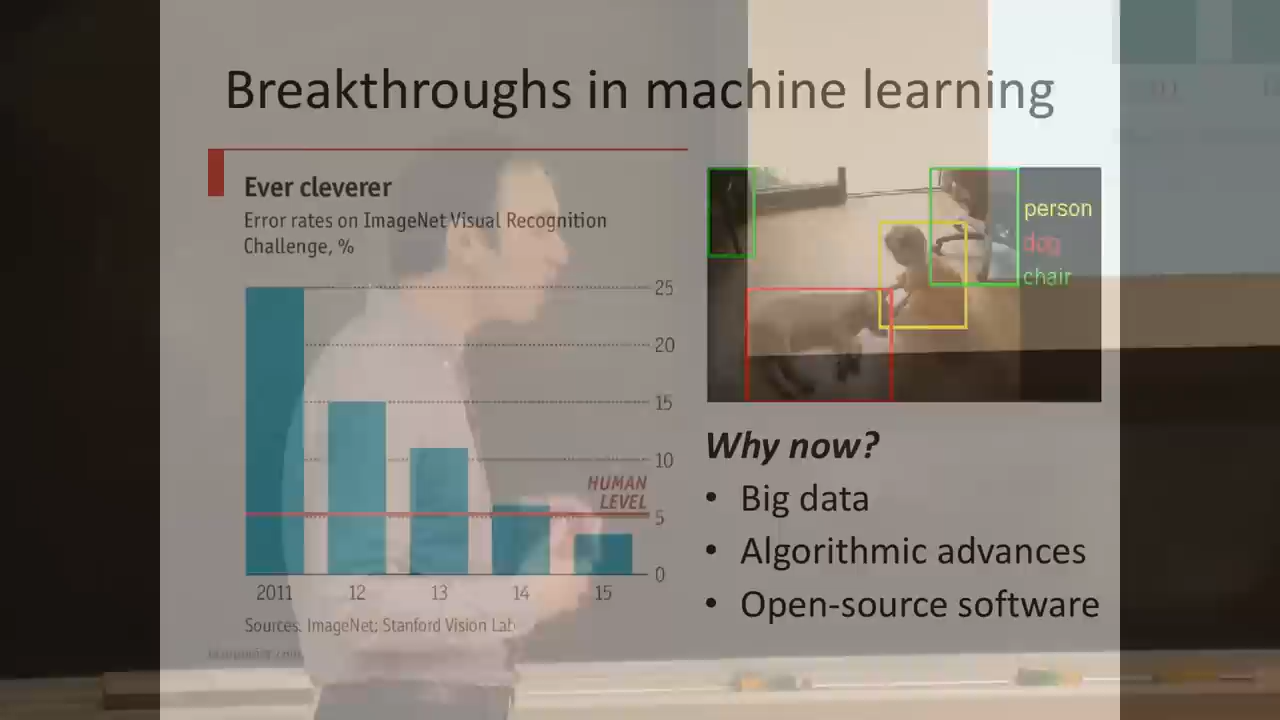 Breakthroughs in machine learning
Ever cleverer
Error rates on ImageNet Visual Recognition
Challenge, %
25
20
15
10
5
0
HUMAN
LEVEL
2011 12 13 14 15
Sources: ImageNet; Stanford Vision Lab
person
dog
chair
Why now?
• Big data
• Algorithmic advances
• Open-source software